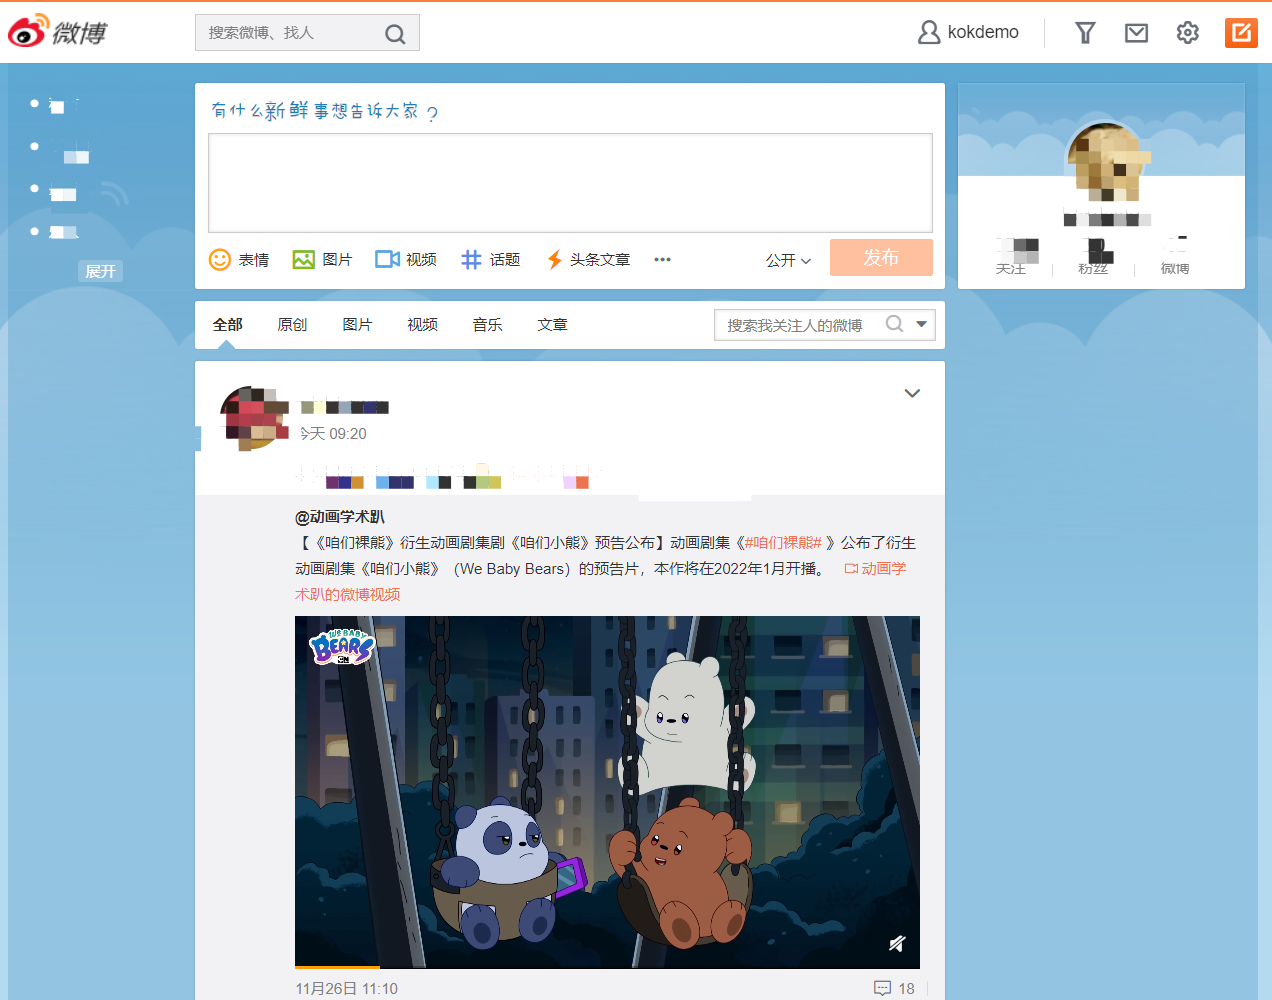 微博
搜索微博、找人
kokdemo
展开
有什么新鲜事想告诉大家？
表情 图片 视频 话题 头条文章 公开 发布
关注 粉丝 微博
全部 原创 图片 视频 音乐 文章 搜索我关注人的微博
今天 09:20
@动画学术趴
【《咱们裸熊》衍生动画剧集剧《咱们小熊》预告公布】动画剧集《#咱们裸熊# 》公布了衍生
动画剧集《咱们小熊》（We Baby Bears）的预告片，本作将在2022年1月开播。 动画学
术趴的微博视频
WE BABY
BEARS
CN
11月26日 11:10 18